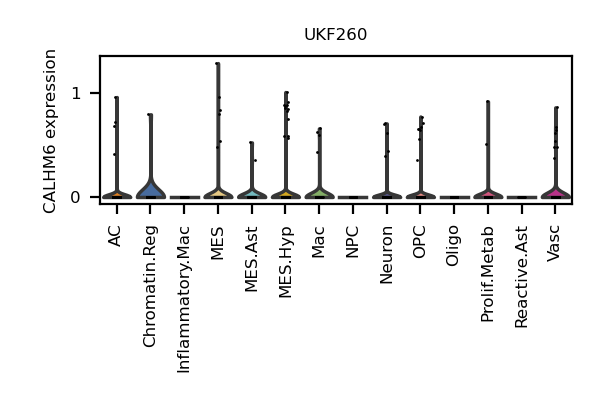 UKF260
CALHM6 expression
1
0
AC
Chromatin.Reg
Inflammatory.Mac
MES
MES.Ast
MES.Hyp
Mac
NPC
Neuron
OPC
Oligo
Prolif.Metab
Reactive.Ast
Vasc